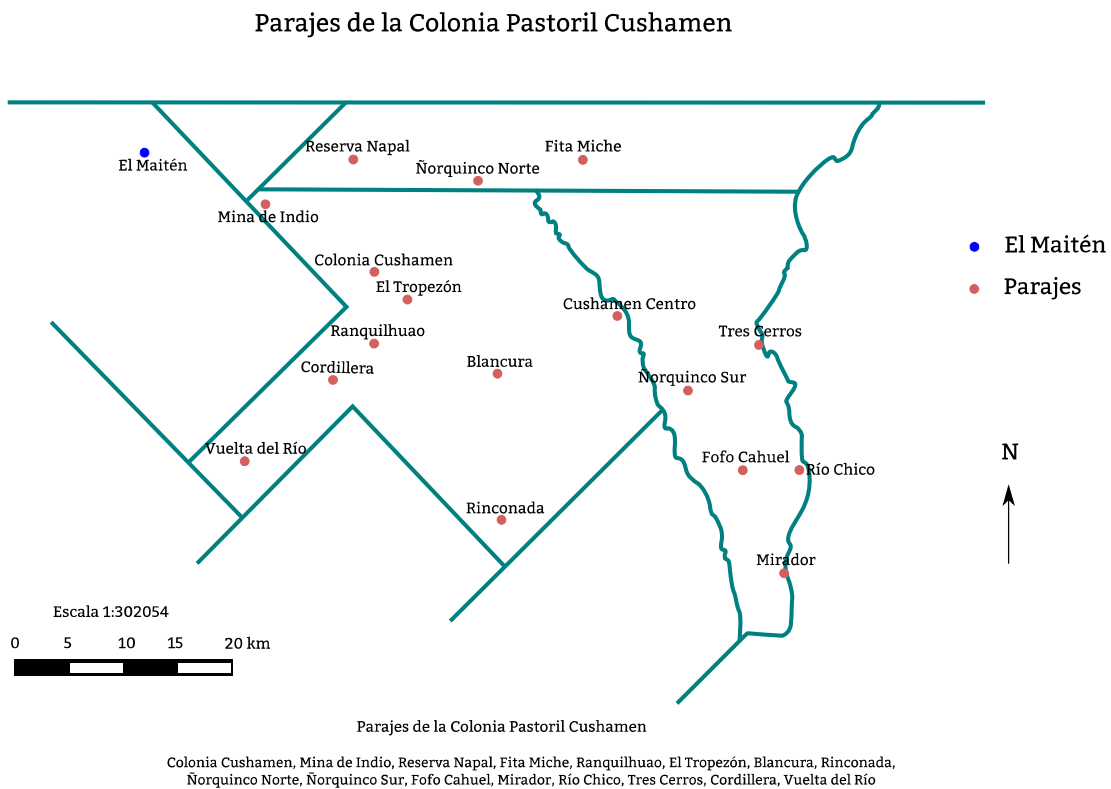 Parajes de la Colonia Pastoril Cushamen
Reserva Napal
Fita Miche
El Maitén
Ñorquinco Norte
Mina de Indio
El Maitén
Colonia Cushamen
El Tropezón
Parajes
Cushamen Centro
Ranquilhuao
Tres Cerros
Cordillera
Blancura
Ñorquinco Sur
Vuelta del Río
Fofo Cahuel
Río Chico
N
Rinconada
Mirador
Escala 1:302054
0 5 10 15 20 km
Parajes de la Colonia Pastoril Cushamen
Colonia Cushamen, Mina de Indio, Reserva Napal, Fita Miche, Ranquilhuao, El Tropezón, Blancura, Rinconada,
Ñorquinco Norte, Ñorquinco Sur, Fofo Cahuel, Mirador, Río Chico, Tres Cerros, Cordillera, Vuelta del Río